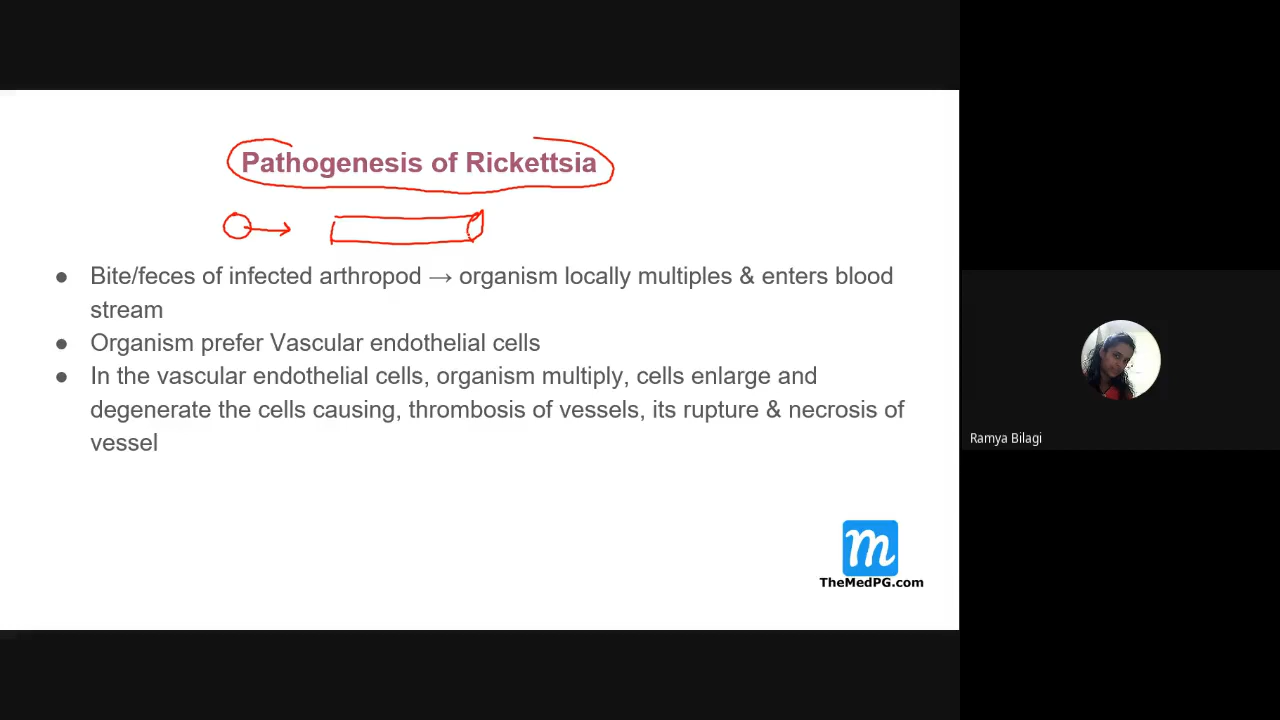 Pathogenesis of Rickettsia
● Bite/feces of infected arthropod → organism locally multiples & enters blood
stream
● Organism prefer Vascular endothelial cells
● In the vascular endothelial cells, organism multiply, cells enlarge and
degenerate the cells causing, thrombosis of vessels, its rupture & necrosis of
vessel
Ramya Bilagi
m
TheMedPG.com